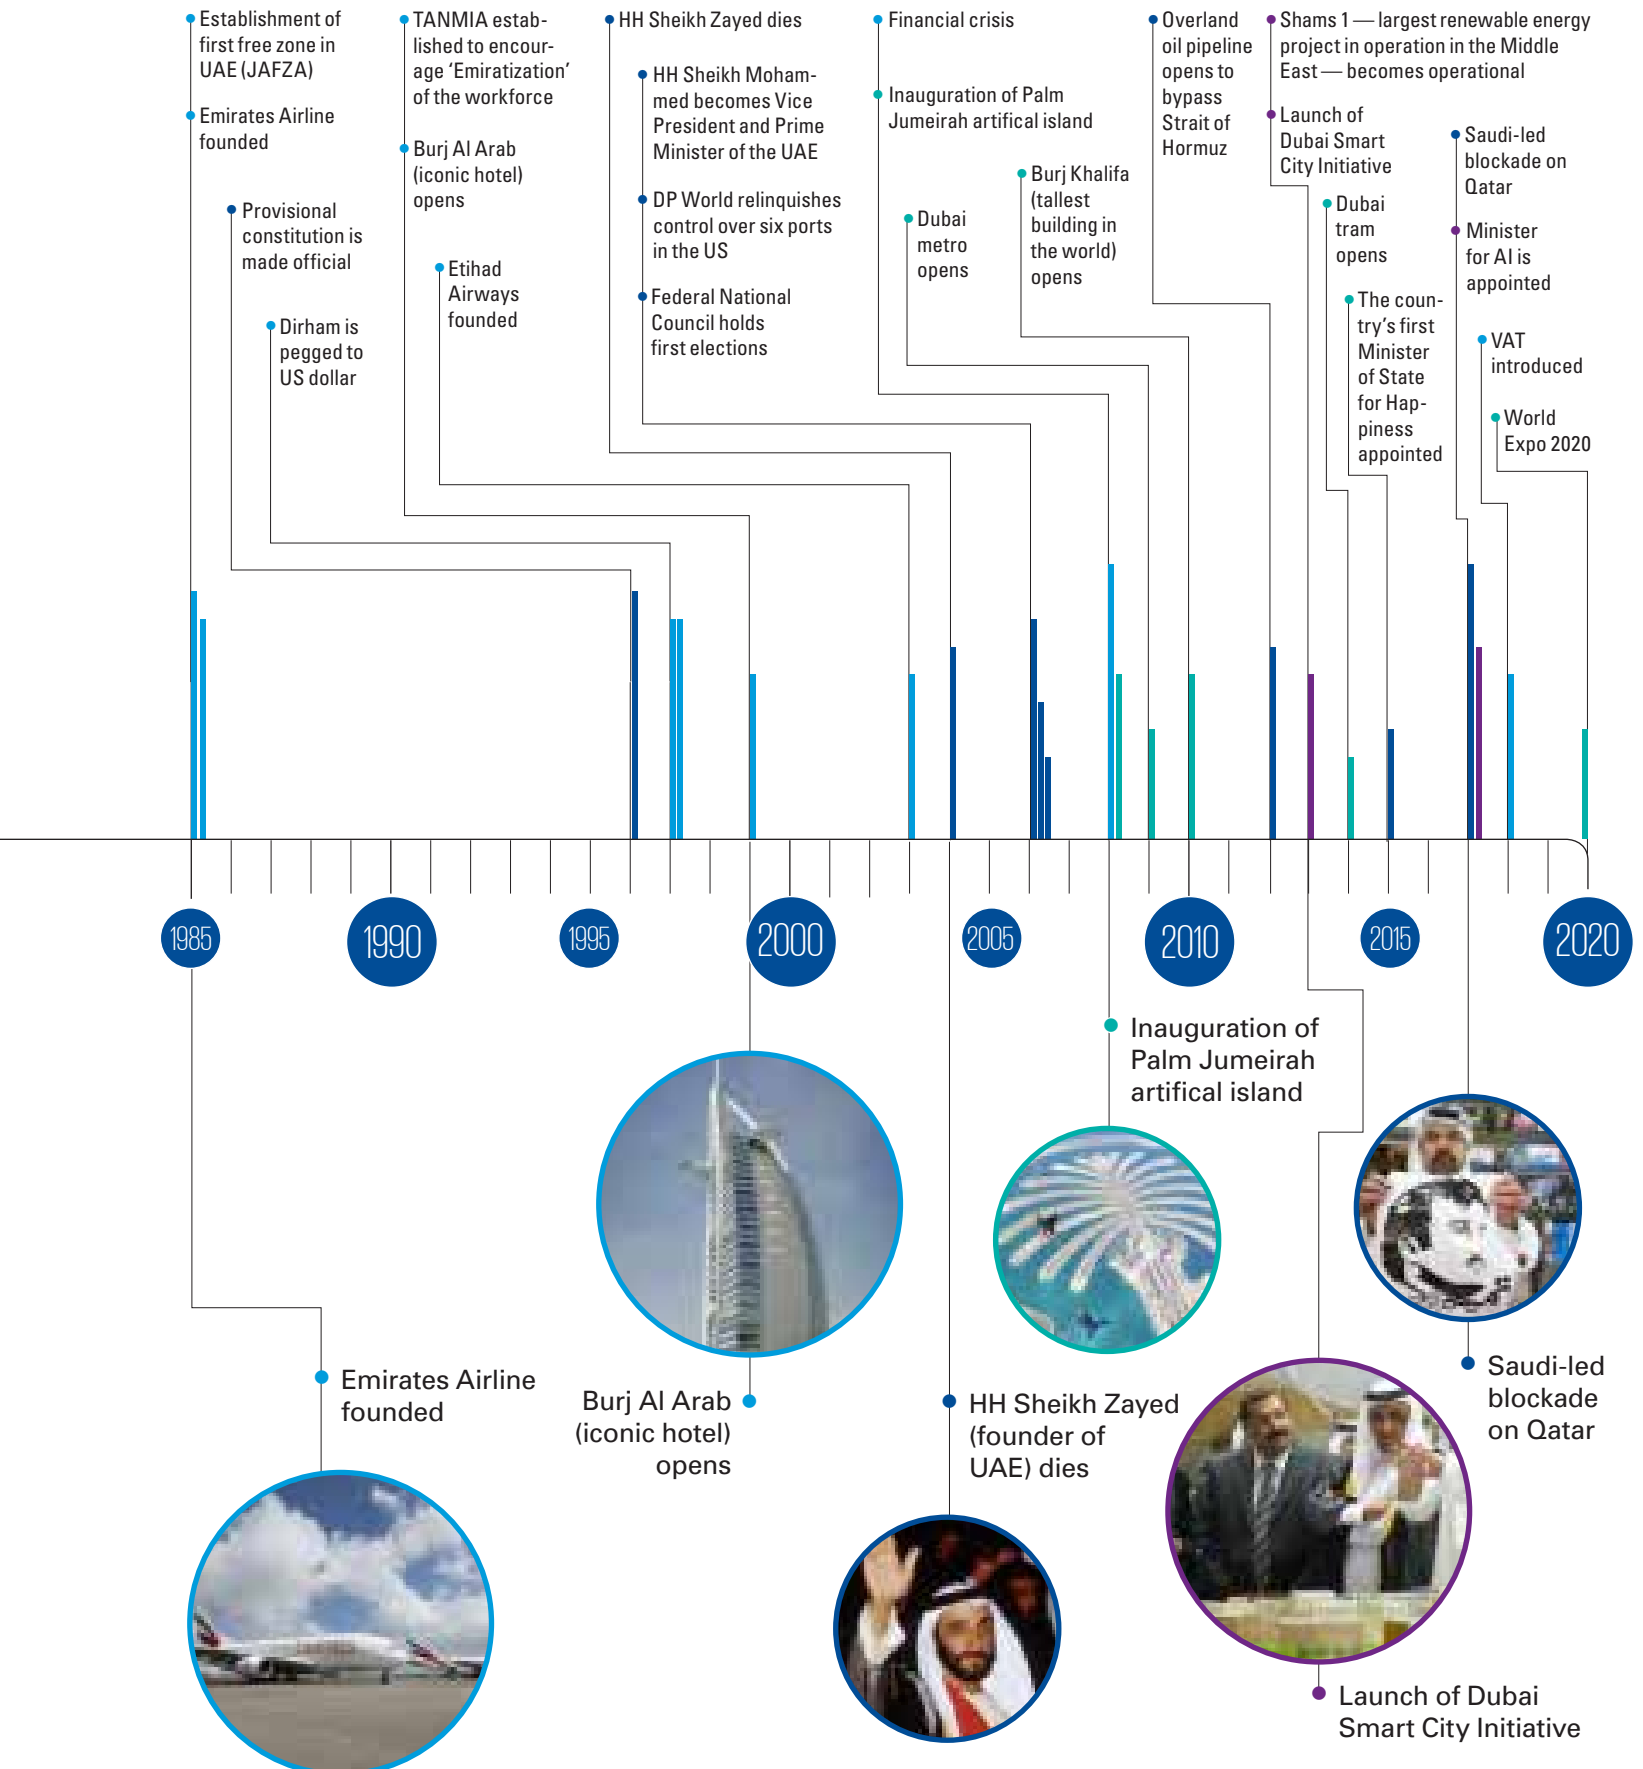 Establishment of
first free zone in
UAE (JAFZA)
Emirates Airline
founded
Provisional
constitution is
made official
Dirham is
pegged to
US dollar
TANMIA estab-
lished to encour-
age ‘Emiratization’
of the workforce
Burj Al Arab
(iconic hotel)
opens
Etihad
Airways
founded
HH Sheikh Zayed dies
HH Sheikh Moham-
med becomes Vice
President and Prime
Minister of the UAE
DP World relinquishes
control over six ports
in the US
Federal National
Council holds
first elections
Financial crisis
Inauguration of Palm
Jumeirah artifical island
Dubai
metro
opens
Burj Khalifa
(tallest
building in
the world)
opens
Overland
oil pipeline
opens to
bypass
Strait of
Hormuz
Shams 1 — largest renewable energy
project in operation in the Middle
East — becomes operational
Launch of
Dubai Smart
City Initiative
Dubai
tram
opens
The coun-
try’s first
Minister
of State
for Hap-
piness
appointed
Saudi-led
blockade on
Qatar
Minister
for AI is
appointed
VAT
introduced
World
Expo 2020
1985
1990
1995
2000
2005
2010
2015
2020
Emirates Airline
founded
Burj Al Arab
(iconic hotel)
opens
HH Sheikh Zayed
(founder of
UAE) dies
Inauguration of
Palm Jumeirah
artifical island
Launch of Dubai
Smart City Initiative
Saudi-led
blockade
on Qatar